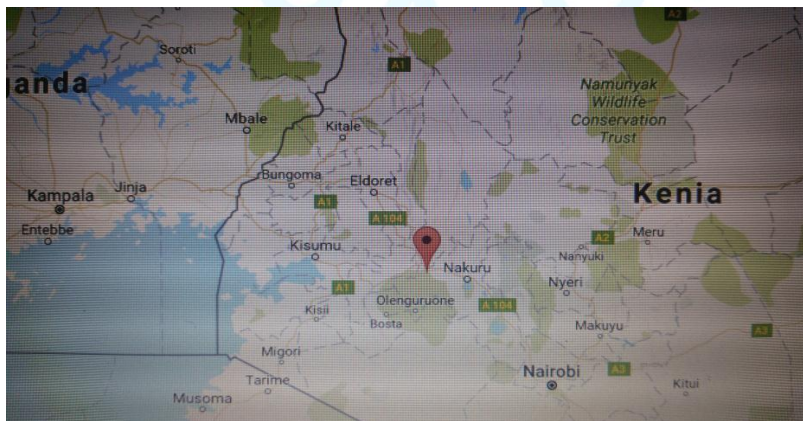 A2
Soroti
A1
ganda
Namunyak
Wildlife
Conservation
Trust
Mbale
Kitale
Bungoma
Eldoret
Kampala
Jinja
A1
Kenia
A 104
Entebbe
Meru
A2
Kisumu
Nanyuki
Nakuru
Nyeri
A1
Olenguruone
A 104
Kisii
Bosta
Makuyu
A3
Migori
Nairobi
A3
Tarime
Kitui
Musoma